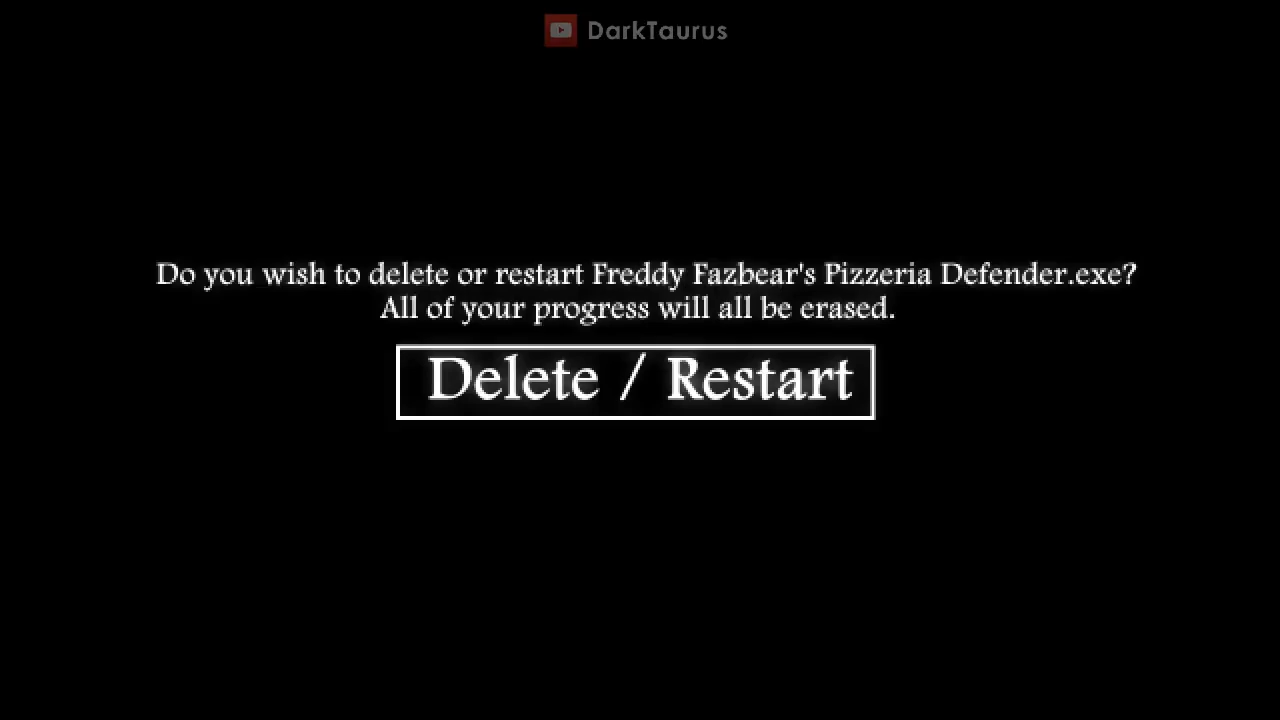 DarkTaurus
Do you wish to delete or restart Freddy Fazbear's Pizzeria Defender.exe?
All of your progress will all be erased.
Delete / Restart